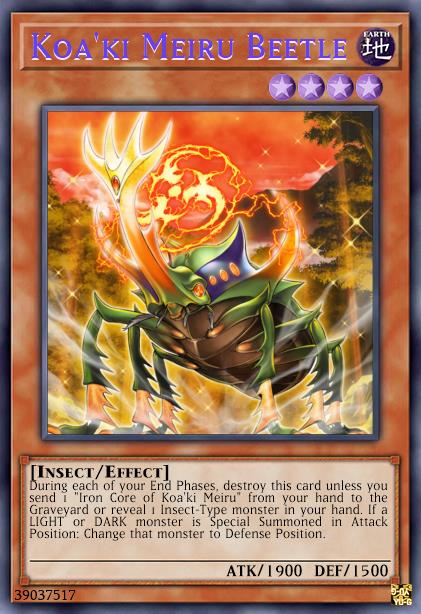 Koa'ki Meiru Beetle
EARTH
地
[Insect/Effect]
During each of your End Phases, destroy this card unless you
send 1 "Iron Core of Koa'ki Meiru" from your hand to the
Graveyard or reveal 1 Insect-Type monster in your hand. If a
LIGHT or DARK monster is Special Summoned in Attack
Position: Change that monster to Defense Position.
ATK/1900 DEF/1500
39037517